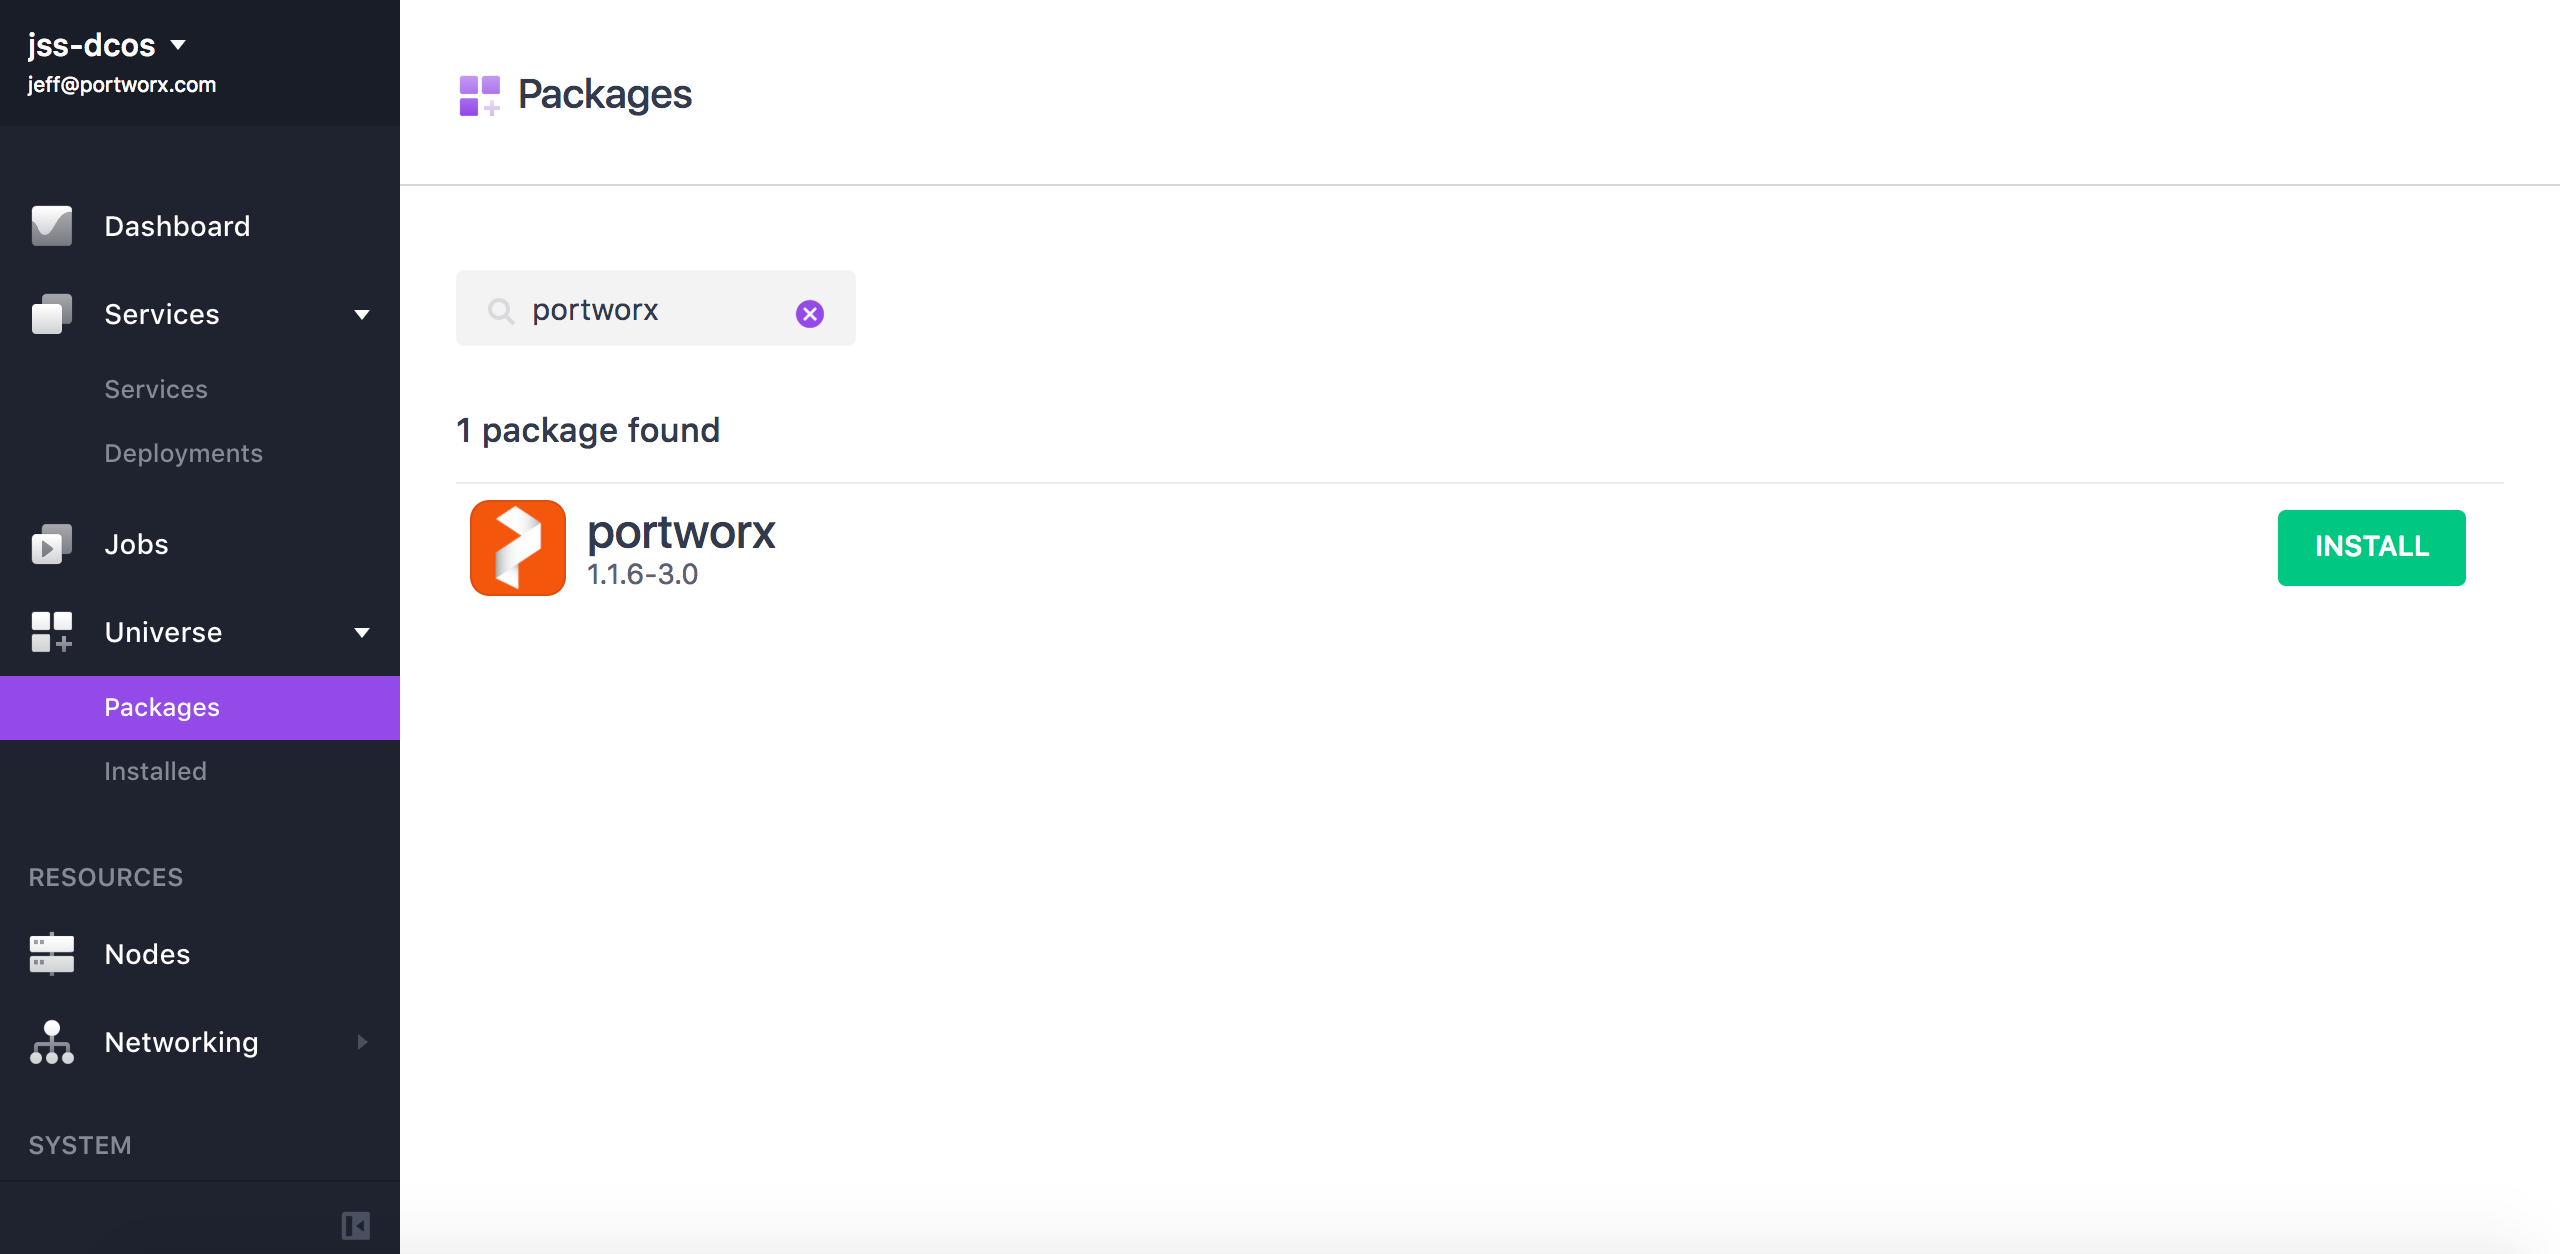 jss-dcos
jeff@portworx.com
Dashboard
Services
Services
Deployments
Jobs
Universe
Packages
Installed
RESOURCES
Nodes
Networking
SYSTEM
Packages
portworx
1 package found
portworx
1.1.6-3.0
INSTALL